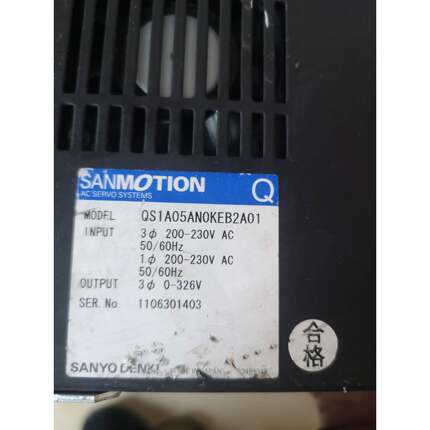 SANMOTION
AC SERVO SYSTEMS
Q
MODEL QS1A05AN0KEB2A01
INPUT 3φ 200-230V AC
50/60Hz
1φ 200-230V AC
50/60Hz
OUTPUT 3φ 0-326V
SER. No. 1106301403
合格
SANYO DENKI